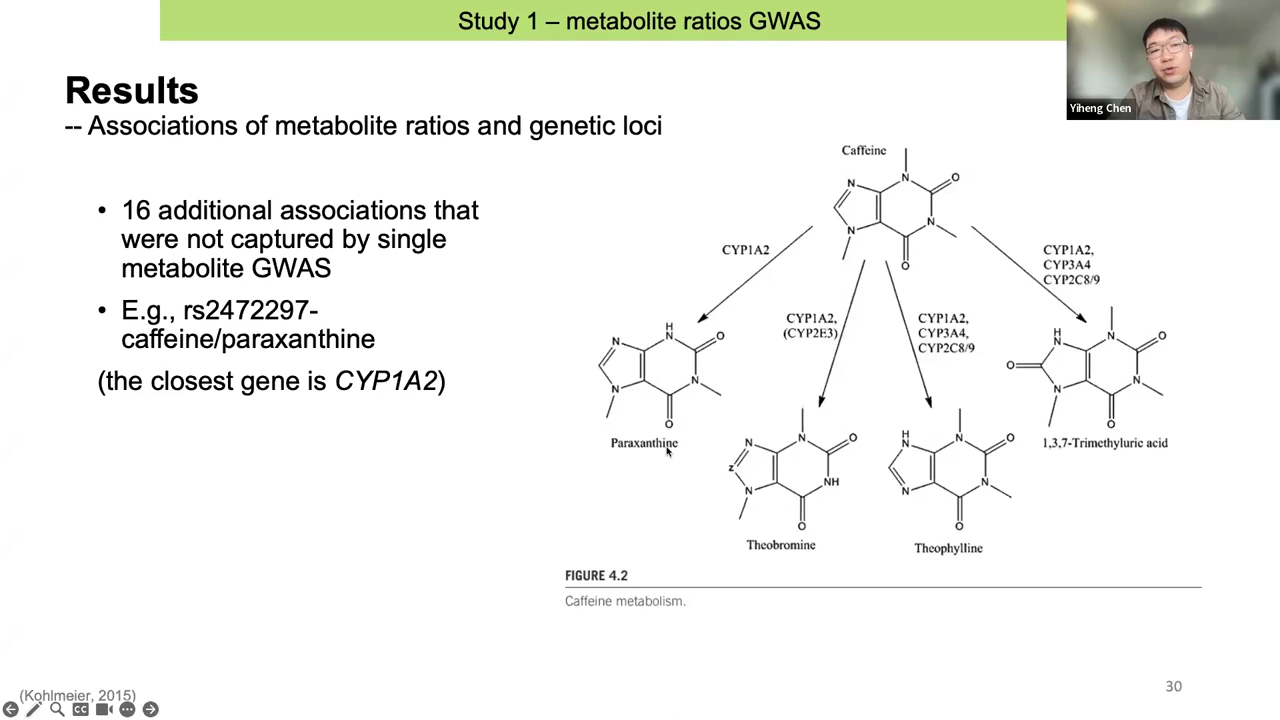 Study 1 – metabolite ratios GWAS
Yiheng Chen
Results
-- Associations of metabolite ratios and genetic loci
• 16 additional associations that
were not captured by single
metabolite GWAS
• E.g., rs2472297-
caffeine/paraxanthine
(the closest gene is CYP1A2)
Caffeine
N
N
O
N
N
O
CYP1A2
CYP1A2,
(CYP2E3)
CYP1A2,
CYP3A4,
CYP2C8/9
CYP1A2,
CYP3A4
CYP2C8/9
H
N
N
O
N
N
O
Paraxanthine
N
N
O
z
N
NH
O
Theobromine
H
N
N
O
N
N
O
Theophylline
H
N
N
O
O
N
N
O
1,3,7-Trimethyluric acid
FIGURE 4.2
Caffeine metabolism.
(Kohlmeier, 2015)
CC
30